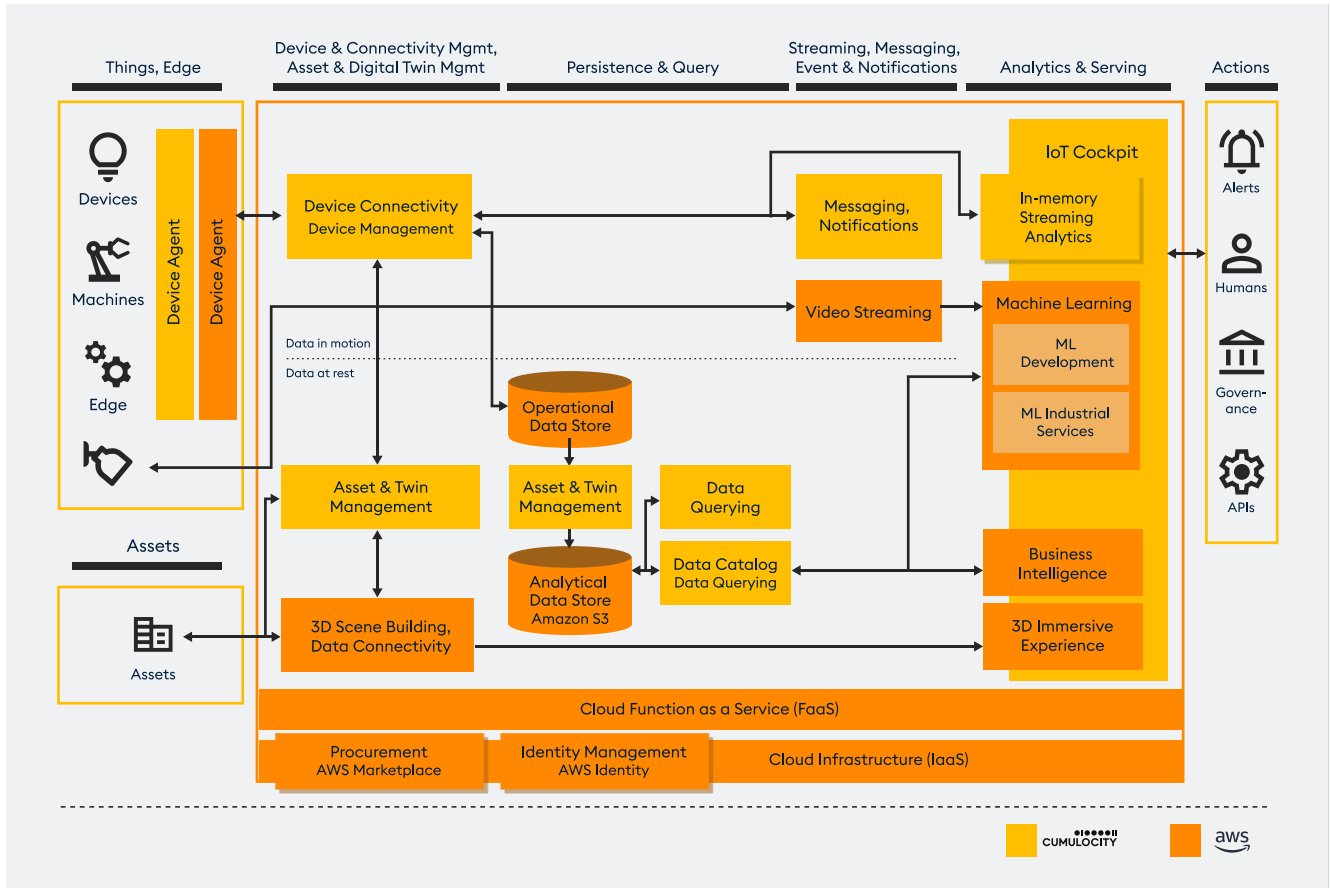 Things, Edge
Device & Connectivity Mgmt,
Asset & Digital Twin Mgmt
Persistence & Query
Streaming, Messaging,
Event & Notifications
Analytics & Serving
Actions
Devices
Machines
Edge
Device Agent
Device Agent
Device Connectivity
Device Management
Messaging,
Notifications
IoT Cockpit
In-memory
Streaming
Analytics
Alerts
Humans
Govern-
ance
APIs
Video Streaming
Machine Learning
ML
Development
ML Industrial
Services
Data in motion
Data at rest
Operational
Data Store
Asset & Twin
Management
Asset & Twin
Management
Data
Querying
Analytical
Data Store
Amazon S3
Data Catalog
Data Querying
Business
Intelligence
Assets
Assets
3D Scene Building,
Data Connectivity
3D Immersive
Experience
Cloud Function as a Service (FaaS)
Procurement
AWS Marketplace
Identity Management
AWS Identity
Cloud Infrastructure (IaaS)
CUMULOCITY
aws